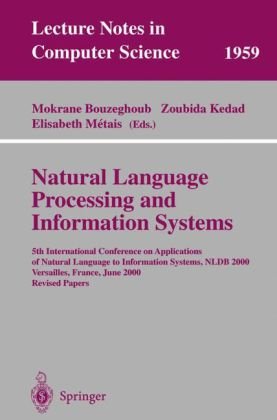 Lecture Notes in
Computer Science 1959
Mokrane Bouzeghoub Zoubida Kedad
Elisabeth Métais (Eds.)
Natural Language
Processing and
Information Systems
5th International Conference on Applications
of Natural Language to Information Systems, NLDB 2000
Versailles, France, June 2000
Revised Papers
Springer